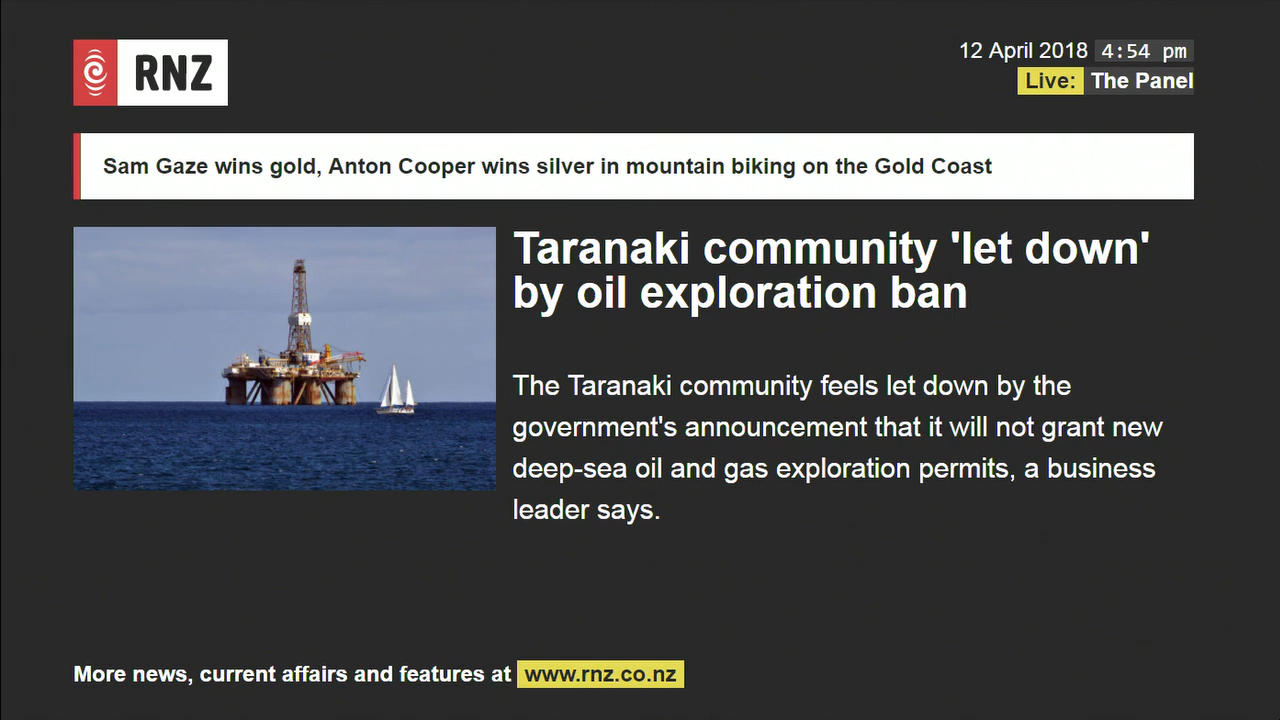 RNZ
12 April 2018 4:54 pm
Live: The Panel
Sam Gaze wins gold, Anton Cooper wins silver in mountain biking on the Gold Coast
Taranaki community 'let down'
by oil exploration ban
The Taranaki community feels let down by the
government's announcement that it will not grant new
deep-sea oil and gas exploration permits, a business
leader says.
More news, current affairs and features at www.rnz.co.nz